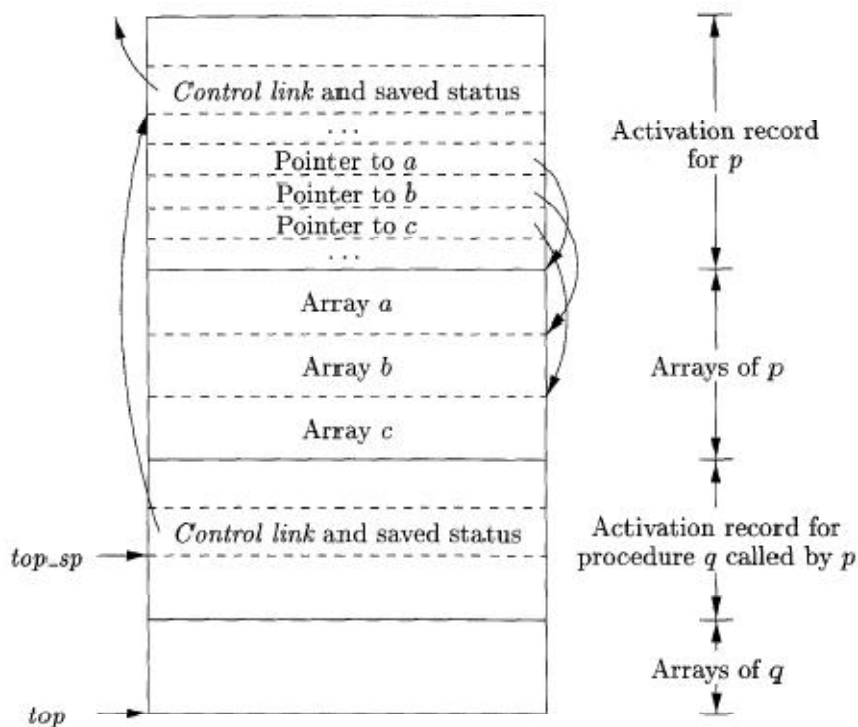 Control link and saved status
...
Pointer to a
Pointer to b
Pointer to c
...
Array a
Array b
Array c
Control link and saved status
top_sp
top
Activation record
for p
Arrays of p
Activation record for
procedure q called by p
Arrays of q